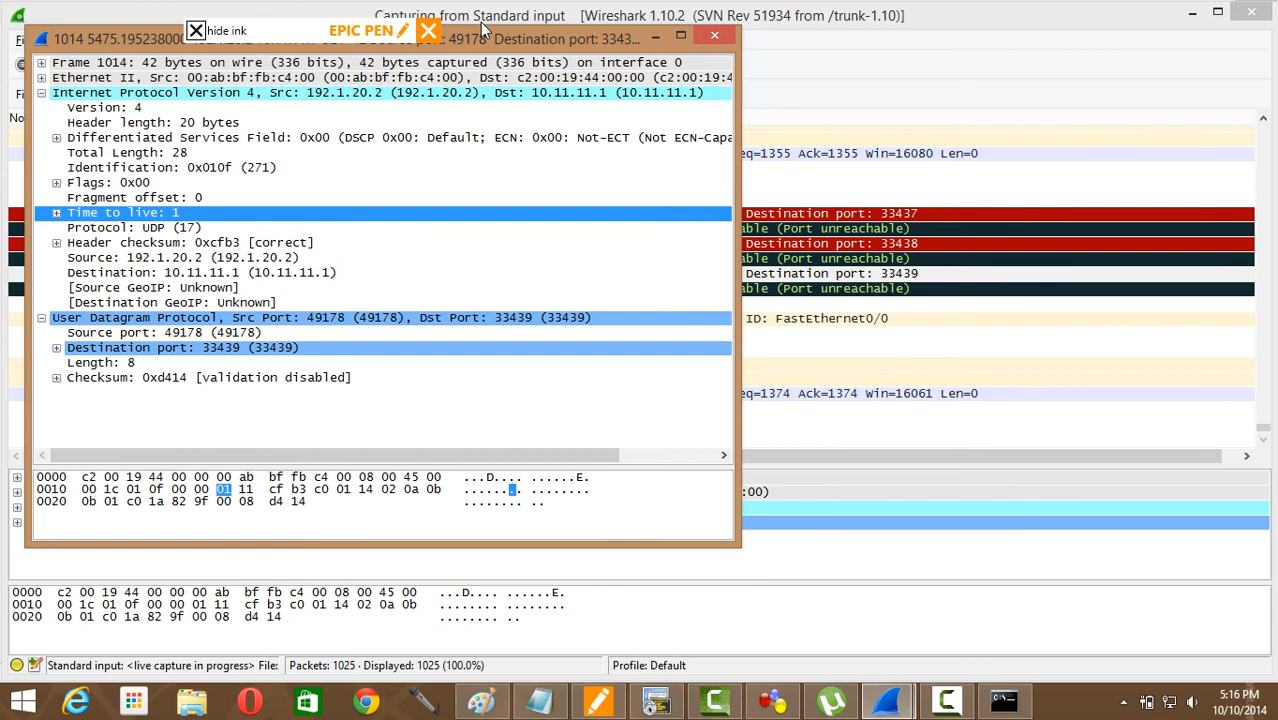 Capturing from Standard input [Wireshark 1.10.2 (SVN Rev 51934 from /trunk-1.10)]
hide ink
EPIC PEN
1014 5475.195238000
49178 Destination port: 3343...
Frame 1014: 42 bytes on wire (336 bits), 42 bytes captured (336 bits) on interface 0
Ethernet II, Src: 00:ab:bf:fb:c4:00 (00:ab:bf:fb:c4:00), Dst: c2:00:19:44:00:00 (c2:00:19:4
Internet Protocol Version 4, Src: 192.1.20.2 (192.1.20.2), Dst: 10.11.11.1 (10.11.11.1)
Version: 4
Header length: 20 bytes
Differentiated Services Field: 0x00 (DSCP 0x00: Default; ECN: 0x00: Not-ECT (Not ECN-Capa
Total Length: 28
Identification: 0x010f (271)
Flags: 0x00
Fragment offset: 0
Time to live: 1
Protocol: UDP (17)
Header checksum: 0xcfb3 [correct]
Source: 192.1.20.2 (192.1.20.2)
Destination: 10.11.11.1 (10.11.11.1)
[Source GeoIP: Unknown]
[Destination GeoIP: Unknown]
User Datagram Protocol, Src Port: 49178 (49178), Dst Port: 33439 (33439)
Source port: 49178 (49178)
Destination port: 33439 (33439)
Length: 8
Checksum: 0xd414 [validation disabled]
0000 c2 00 19 44 00 00 00 ab bf fb c4 00 08 00 45 00 ...D.... ......E.
0010 00 1c 01 0f 00 00 01 11 cf b3 c0 01 14 02 0a 0b ........ ........
0020 0b 01 c0 1a 82 9f 00 08 d4 14 ........ ..
No
eq=1355 Ack=1355 Win=16080 Len=0
Destination port: 33437
able (Port unreachable)
Destination port: 33438
able (Port unreachable)
Destination port: 33439
able (Port unreachable)
ID: FastEthernet0/0
eq=1374 Ack=1374 Win=16061 Len=0
:00)
0000 c2 00 19 44 00 00 00 ab bf fb c4 00 08 00 45 00 ...D.... ......E.
0010 00 1c 01 0f 00 00 01 11 cf b3 c0 01 14 02 0a 0b ........ ........
0020 0b 01 c0 1a 82 9f 00 08 d4 14 ........ ..
Standard input: <live capture in progress> File: Packets: 1025 · Displayed: 1025 (100.0%) Profile: Default
5:16 PM
10/10/2014